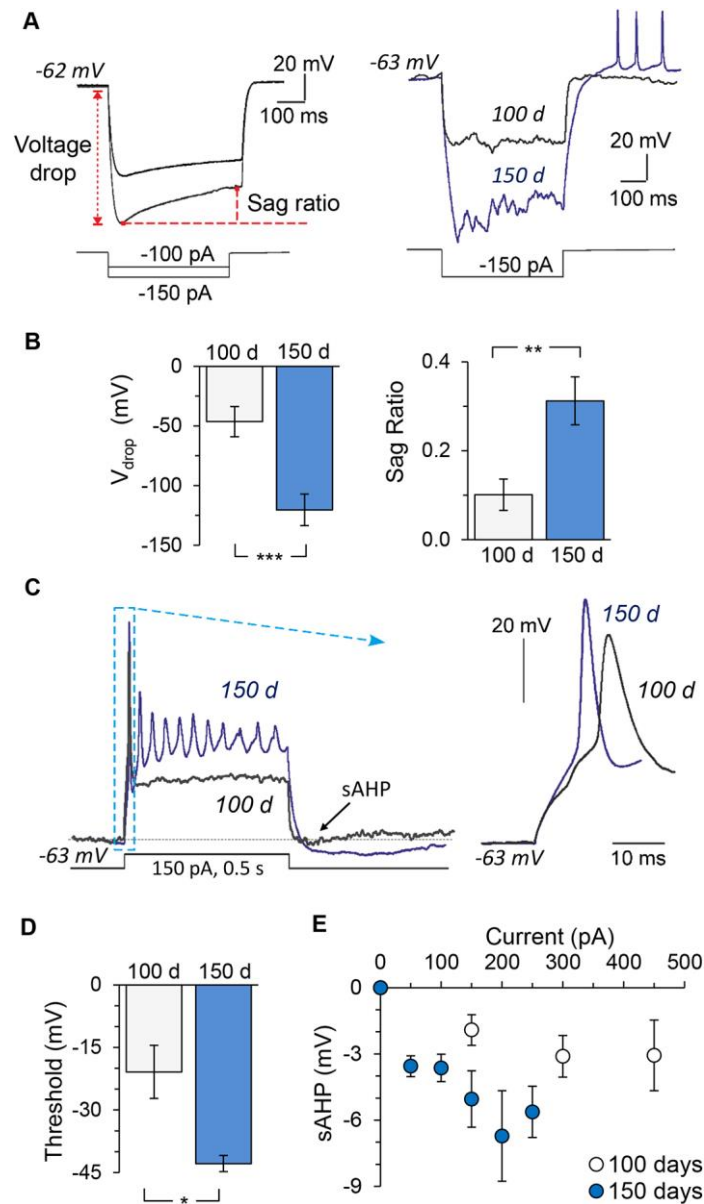 A
-62 mV
20 mV
100 ms
Voltage
drop
Sag ratio
-100 pA
-150 pA
-63 mV
100 d
150 d
20 mV
100 ms
-150 pA
B
0
-50
-100
-150
Vdrop (mV)
100 d 150 d
***
0.4
0.2
0.0
Sag Ratio
**
100 d 150 d
C
150 d
100 d
sAHP
-63 mV
150 pA, 0.5 s
20 mV
150 d
100 d
-63 mV
10 ms
D
100 d 150 d
0
-15
-30
-45
Threshold (mV)
*
E
Current (pA)
0 100 200 300 400 500
0
-3
-6
-9
sAHP (mV)
100 days
150 days